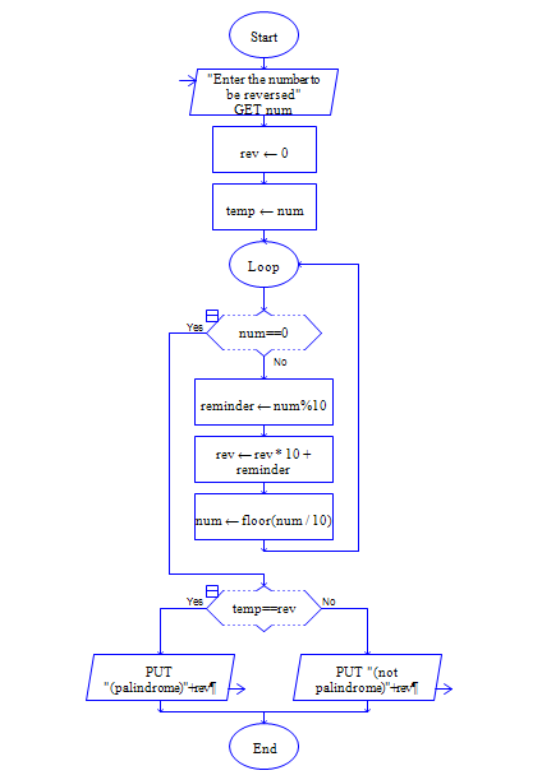 Start
"Enter the number to
be reversed"
GET num
rev ← 0
temp ← num
Loop
Yes
num==0
No
reminder ← num%10
rev ← rev * 10 +
reminder
num ← floor(num / 10)
Yes
temp==rev
No
PUT
"(palindrome)"+rev¶
PUT "(not
palindrome)"+rev¶
End